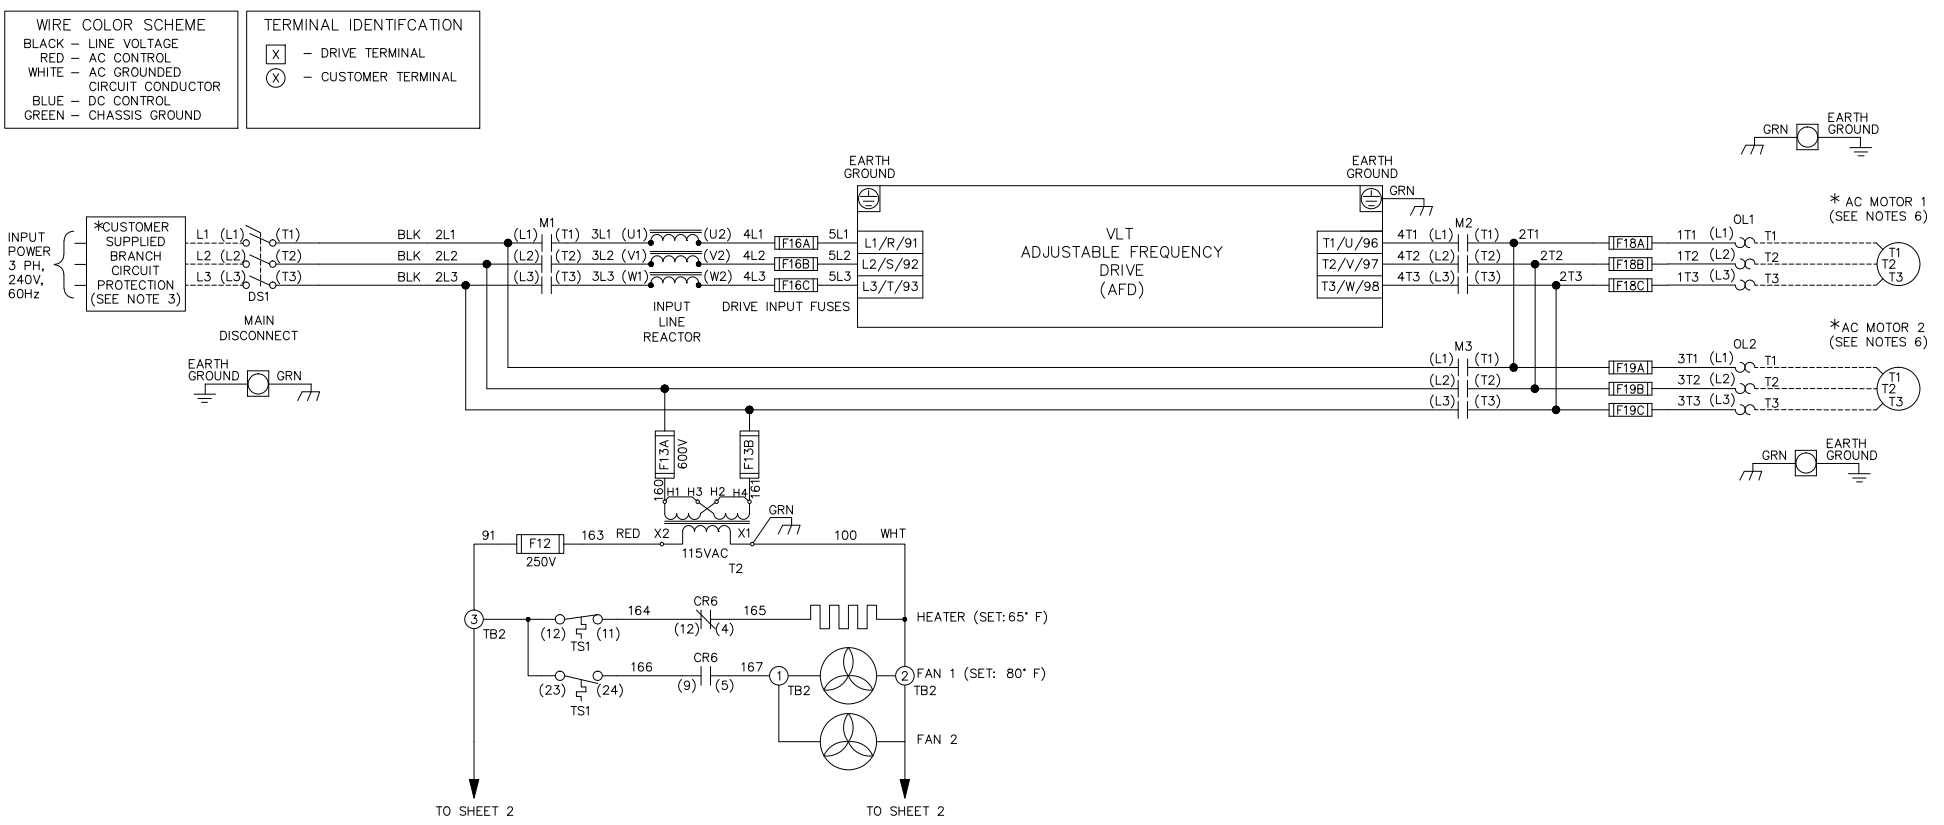 WIRE COLOR SCHEME
BLACK – LINE VOLTAGE
RED – AC CONTROL
WHITE – AC GROUNDED
CIRCUIT CONDUCTOR
BLUE – DC CONTROL
GREEN – CHASSIS GROUND
TERMINAL IDENTIFCATION
X – DRIVE TERMINAL
X – CUSTOMER TERMINAL
GRN
EARTH
GROUND
EARTH
GROUND
EARTH
GROUND
GRN
INPUT
POWER
3 PH,
240V,
60Hz
*CUSTOMER
SUPPLIED
BRANCH
CIRCUIT
PROTECTION
(SEE NOTE 3)
L1 (L1) (T1) BLK 2L1 (L1) M1 (T1) 3L1 (U1) (U2) 4L1 F16A 5L1 L1/R/91
L2 (L2) (T2) BLK 2L2 (L2) (T2) 3L2 (V1) (V2) 4L2 F16B 5L2 L2/S/92
L3 (L3) (T3) BLK 2L3 (L3) (T3) 3L3 (W1) (W2) 4L3 F16C 5L3 L3/T/93
DS1
MAIN
DISCONNECT
INPUT
LINE
REACTOR
DRIVE INPUT FUSES
VLT
ADJUSTABLE FREQUENCY
DRIVE
(AFD)
T1/U/96 4T1 (L1) M2 (T1) 2T1 F18A 1T1 (L1) OL1 T1
T2/V/97 4T2 (L2) (T2) 2T2 F18B 1T2 (L2) T2
T3/W/98 4T3 (L3) (T3) 2T3 F18C 1T3 (L3) T3
* AC MOTOR 1
(SEE NOTES 6)
T1
T2
T3
EARTH
GROUND
GRN
M3
(L1) (T1) F19A 3T1 (L1) OL2 T1
(L2) (T2) F19B 3T2 (L2) T2
(L3) (T3) F19C 3T3 (L3) T3
* AC MOTOR 2
(SEE NOTES 6)
T1
T2
T3
GRN
EARTH
GROUND
F13A
600V
F13B
160
H1 H3 H2 H4
161
GRN
91 F12 163 RED X2 X1 100 WHT
250V
115VAC
T2
3
TB2
(12) (11)
TS1
164
CR6
(12) (4)
165
HEATER (SET:65° F)
(23) (24)
TS1
166
CR6
(9) (5)
167
1
TB2
2
TB2
FAN 1 (SET: 80° F)
FAN 2
TO SHEET 2
TO SHEET 2